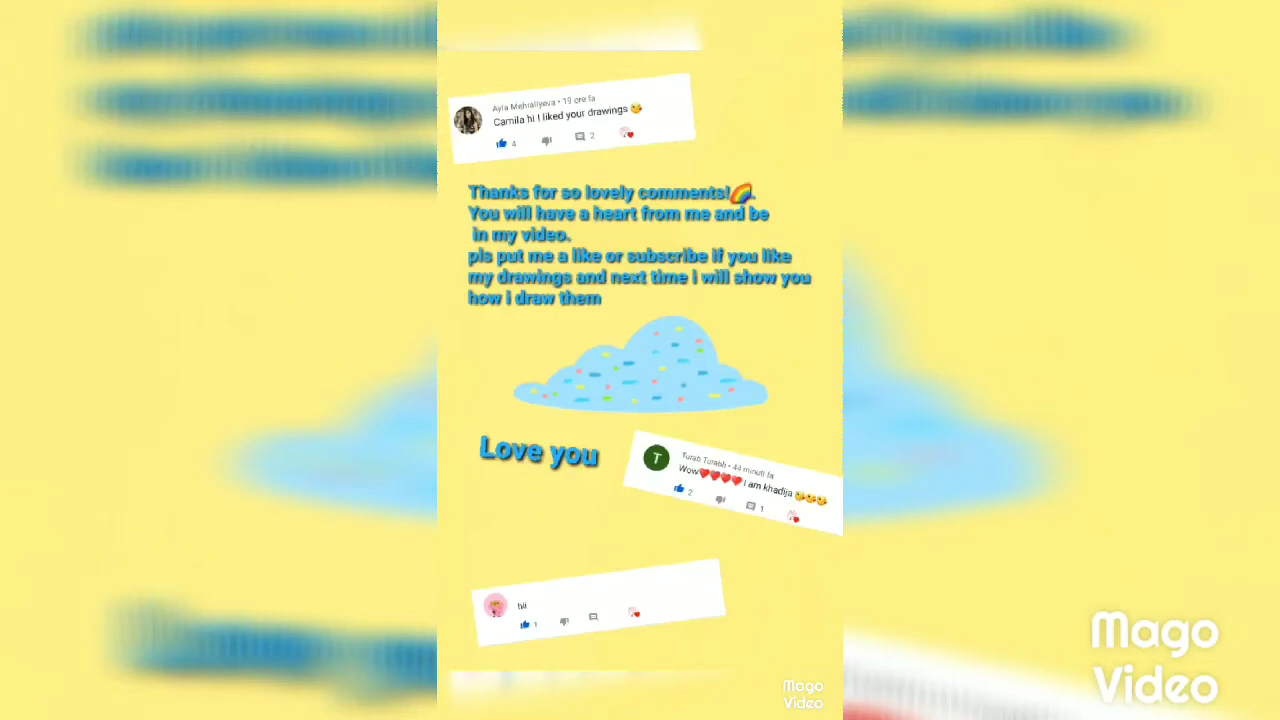 Ayla Mehraliyeva • 19 ore fa
Camila hi I liked your drawings 😘
4 2
Thanks for so lovely comments!🌈.
You will have a heart from me and be
in my video.
pls put me a like or subscribe if you like
my drawings and next time i will show you
how i draw them
Love you
T
Turab Turabb • 44 minuti fa
Wow❤️❤️❤️❤️ I am khadija 😘😘😘
2 1
hii
1
Mago
Video
Mago
Video